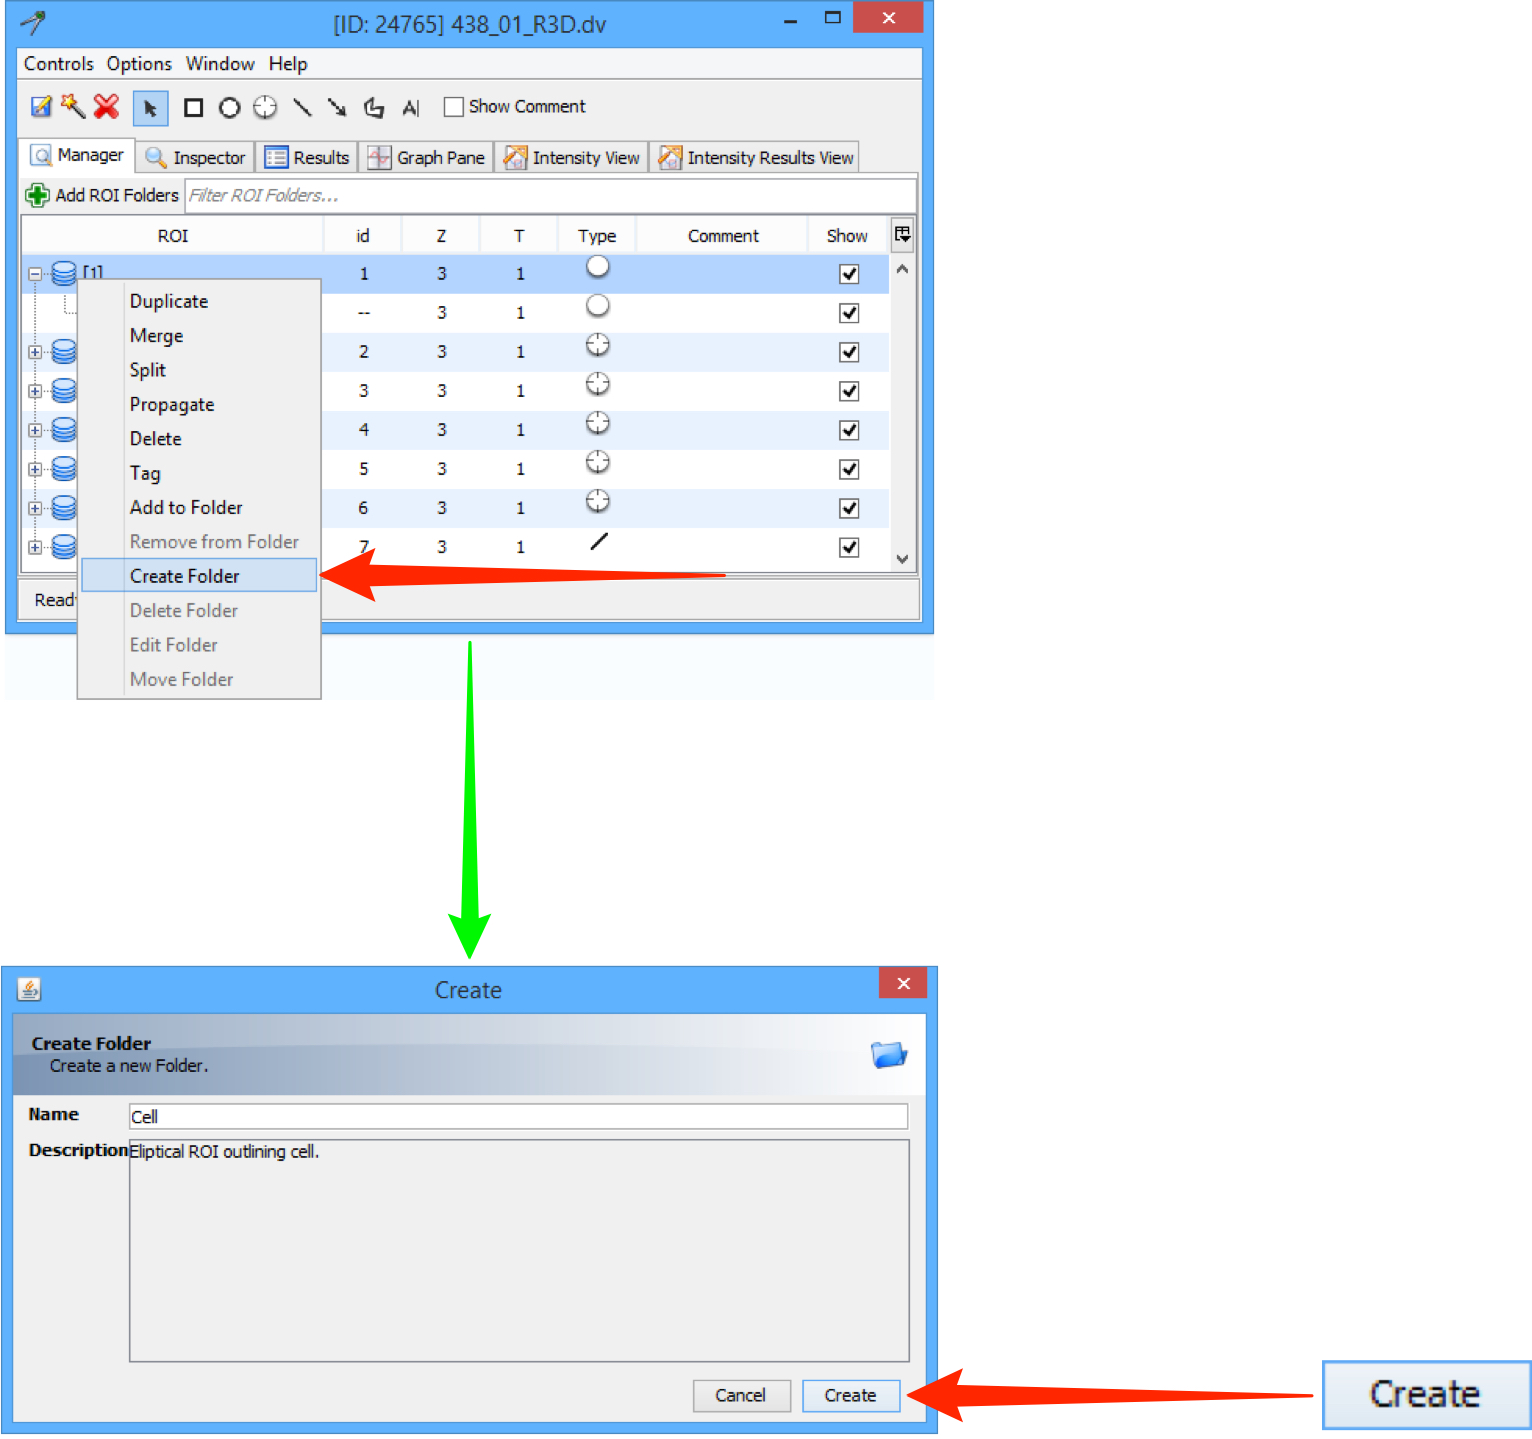 [ID: 24765] 438_01_R3D.dv
Controls Options Window Help
A Show Comment
Manager Inspector Results Graph Pane Intensity View Intensity Results View
Add ROI Folders Filter ROI Folders...
ROI id Z T Type Comment Show
[1] 1 3 1
-- 3 1
2 3 1
3 3 1
4 3 1
5 3 1
6 3 1
7 3 1
Duplicate
Merge
Split
Propagate
Delete
Tag
Add to Folder
Remove from Folder
Create Folder
Delete Folder
Edit Folder
Move Folder
Create
Create Folder
Create a new Folder.
Name Cell
Description Eliptical ROI outlining cell.
Cancel Create
Create